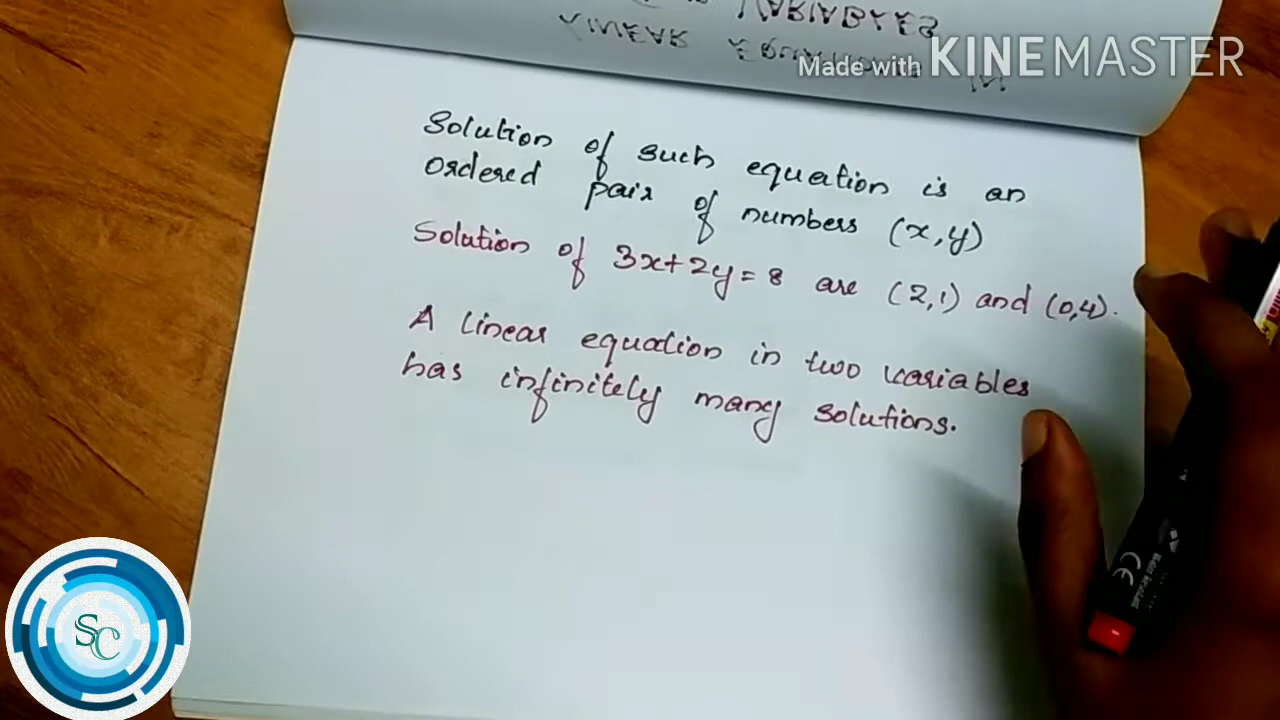 Made with KINEMASTER
Solution of such equation is an
ordered pair of numbers (x,y)
Solution of 3x+2y=8 are (2,1) and (0,4).
A linear equation in two variables
has infinitely many solutions.
SC